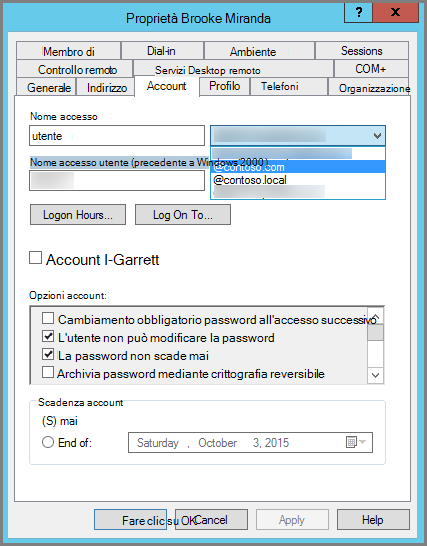 Proprietà Brooke Miranda
? X
Membro di Dial-in Ambiente Sessions
Controllo remoto Servizi Desktop remoto COM+
Generale Indirizzo Account Profilo Telefoni Organizzazione
Nome accesso
utente
Nome accesso utente (precedente a Windows 2000)
@contoso.com
@contoso.local
Logon Hours... Log On To...
Account I-Garrett
Opzioni account:
Cambiamento obbligatorio password all'accesso successivo
L'utente non può modificare la password
La password non scade mai
Archivia password mediante crittografia reversibile
Scadenza account
(S) mai
End of: Saturday , October 3, 2015
Fare clic su OK. Cancel Apply Help